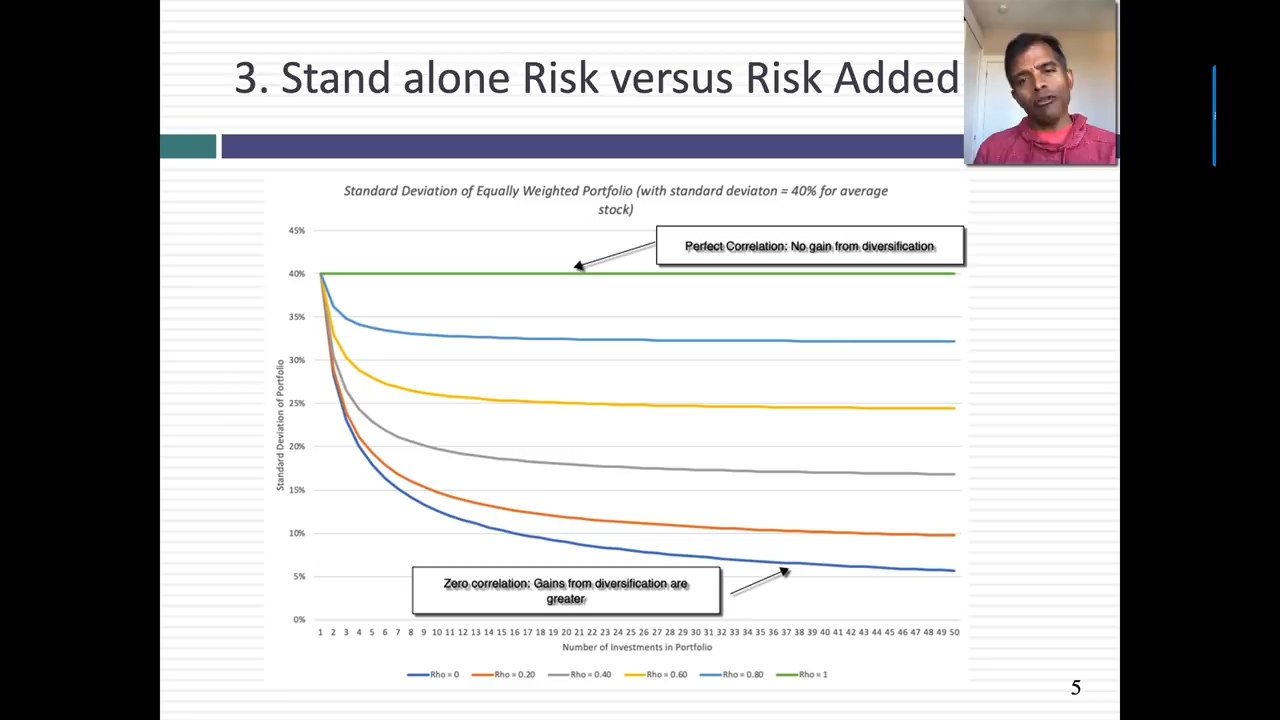 3. Stand alone Risk versus Risk Added
Standard Deviation of Equally Weighted Portfolio (with standard deviaton = 40% for average
stock)
45%
Perfect Correlation: No gain from diversification
40%
35%
30%
25%
20%
15%
10%
5%
0%
Standard Deviation of Portfolio
Zero correlation: Gains from diversification are
greater
1 2 3 4 5 6 7 8 9 10 11 12 13 14 15 16 17 18 19 20 21 22 23 24 25 26 27 28 29 30 31 32 33 34 35 36 37 38 39 40 41 42 43 44 45 46 47 48 49 50
Number of Investments in Portfolio
Rho = 0 Rho = 0.20 Rho = 0.40 Rho = 0.60 Rho = 0.80 Rho = 1
5